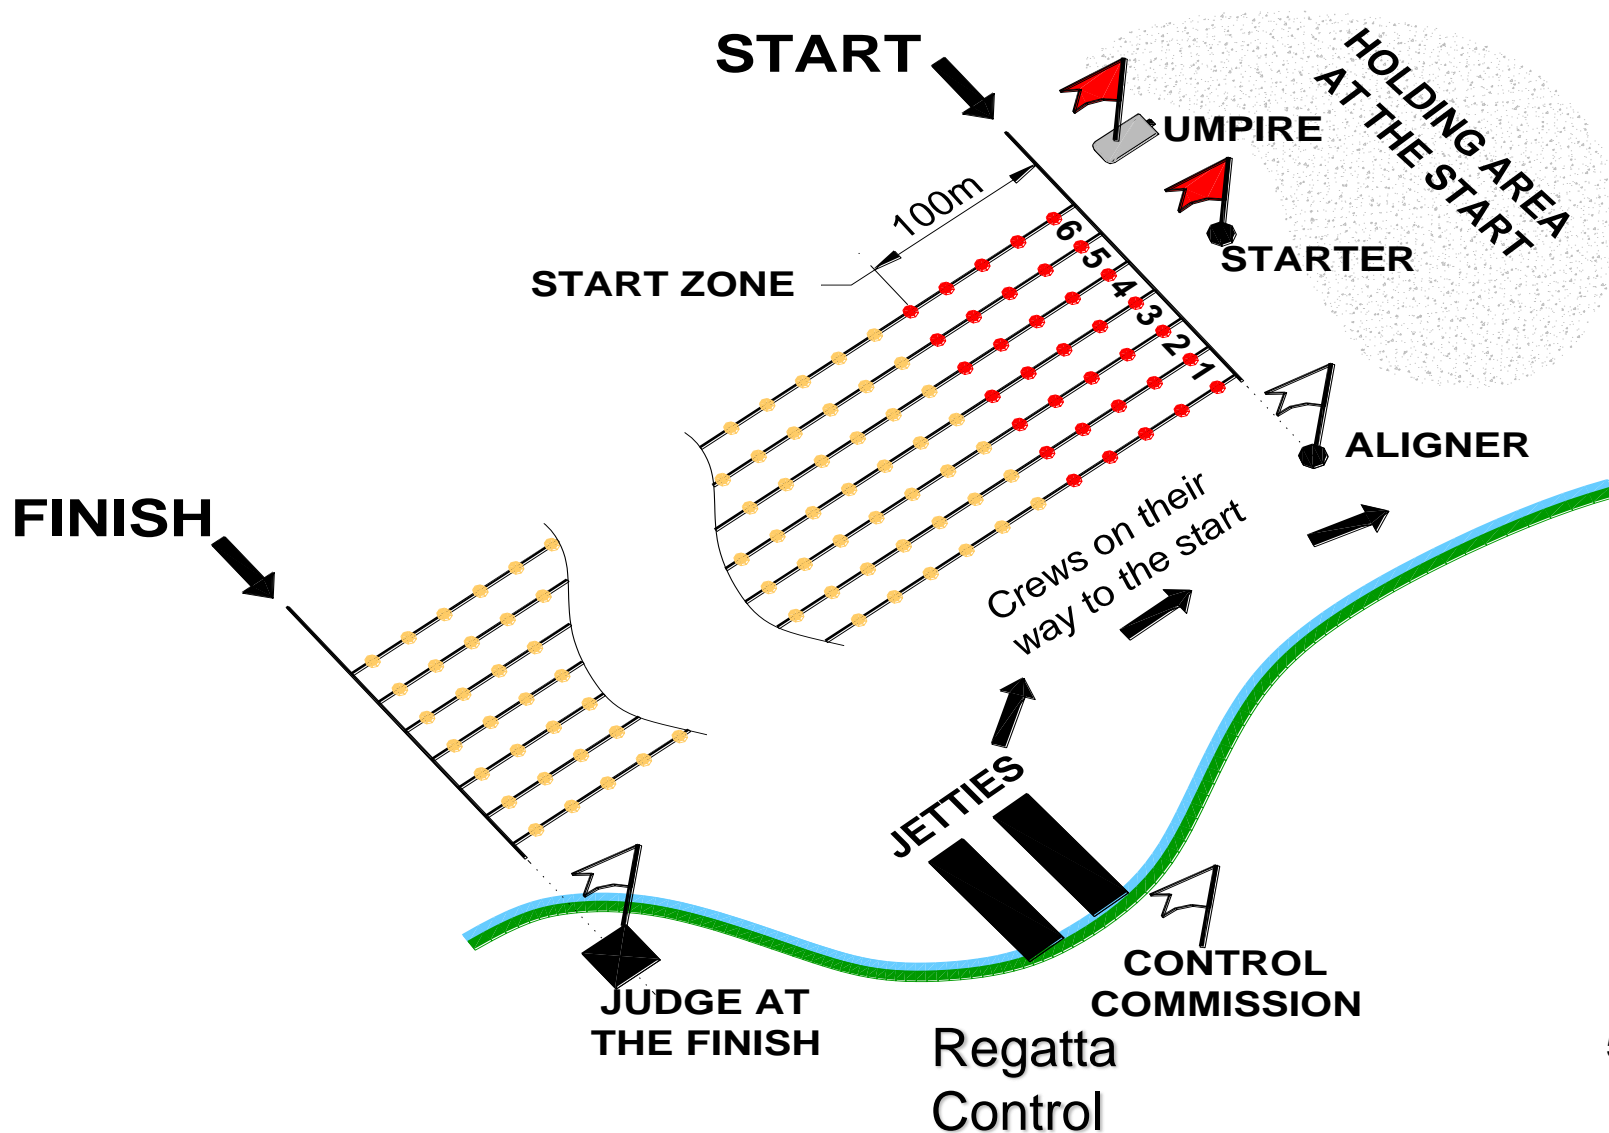 START
HOLDING AREA
AT THE START
UMPIRE
100m
STARTER
START ZONE
6
5
4
3
2
1
ALIGNER
FINISH
Crews on their
way to the start
JETTIES
CONTROL
COMMISSION
JUDGE AT
THE FINISH
Regatta
Control